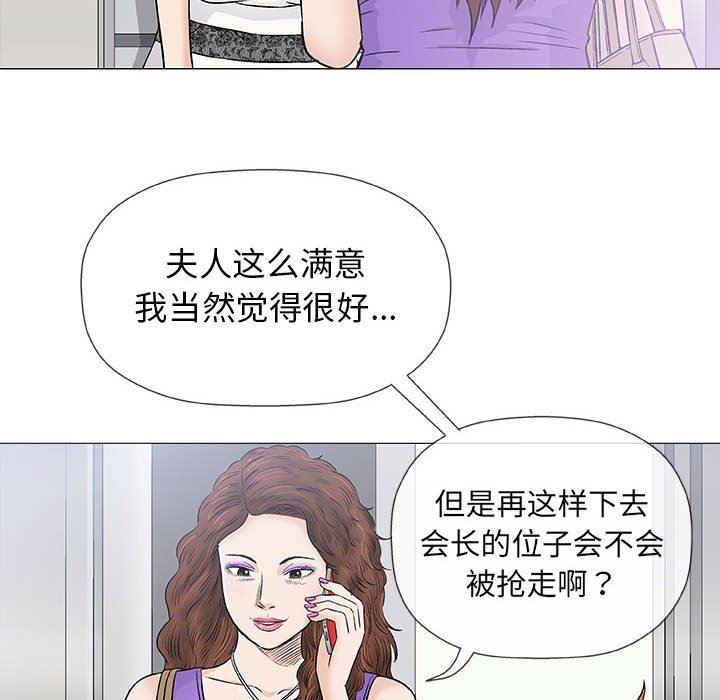 夫人这么满意
我当然觉得很好...
但是再这样下去
会长的位子会不会
被抢走啊？